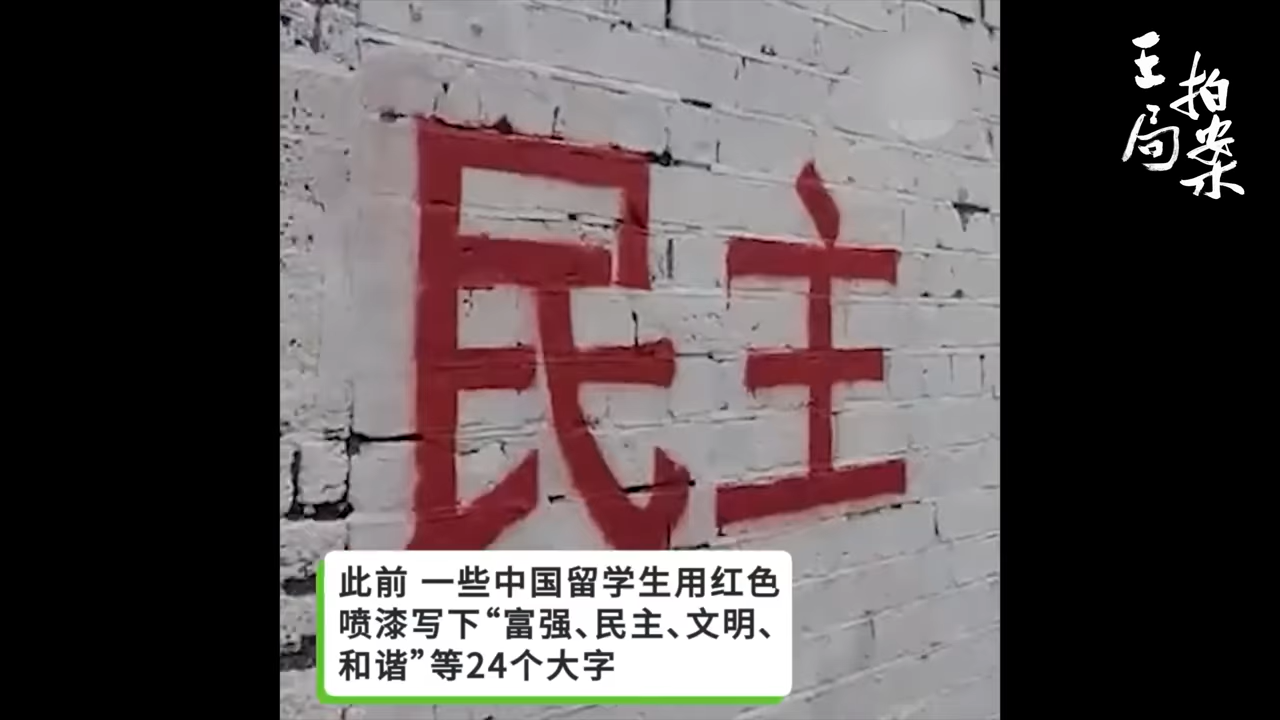 民主
王局
拍案
此前 一些中国留学生用红色
喷漆写下“富强、民主、文明、
和谐”等24个大字